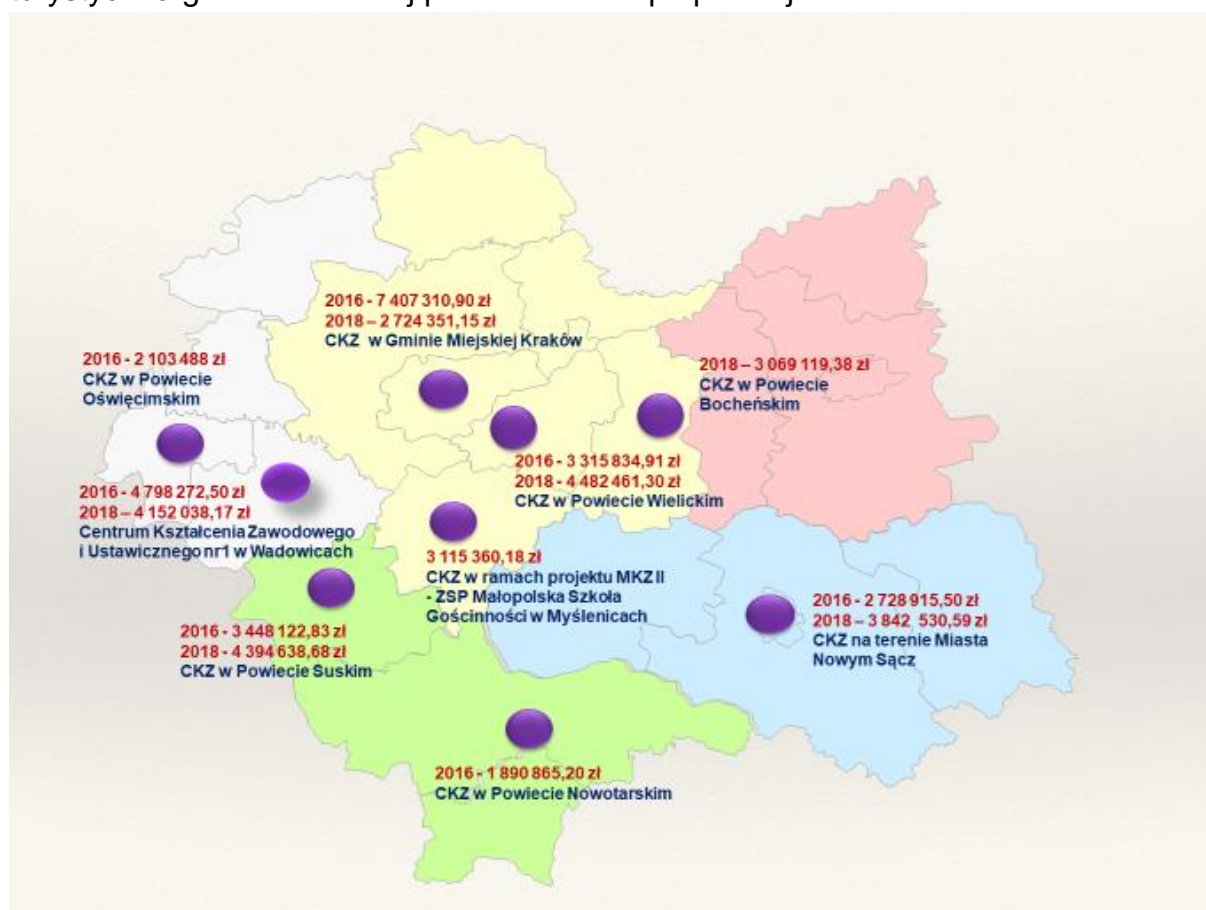 2016 - 7 407 310,90 zł
2018 – 2 724 351,15 zł
CKZ w Gminie Miejskiej Kraków
2016 - 2 103 488 zł
CKZ w Powiecie
Oświęcimskim
2018 – 3 069 119,38 zł
CKZ w Powiecie
Bocheńskim
2016 - 3 315 834,91 zł
2018 - 4 482 461,30 zł
CKZ w Powiecie Wielickim
2016 - 4 798 272,50 zł
2018 – 4 152 038,17 zł
Centrum Kształcenia Zawodowego
i Ustawicznego nr1 w Wadowicach
3 115 360,18 zł
CKZ w ramach projektu MKZ II
- ZSP Małopolska Szkoła
Gościnności w Myślenicach
2016 - 2 728 915,50 zł
2018 – 3 842 530,59 zł
CKZ na terenie Miasta
Nowym Sącz
2016 - 3 448 122,83 zł
2018 - 4 394 638,68 zł
CKZ w Powiecie Suskim
2016 - 1 890 865,20 zł
CKZ w Powiecie Nowotarskim